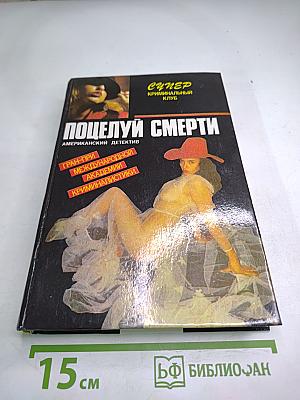 СУПЕР
КРИМИНАЛЬНЫЙ
КЛУБ
ПОЦЕЛУЙ СМЕРТИ
АМЕРИКАНСКИЙ ДЕТЕКТИВ
ГРАН-ПРИ
МЕЖДУНАРОДНОЙ
АКАДЕМИИ
КРИМИНАЛИСТИКИ
15 см
БФ БИБЛИОФАН